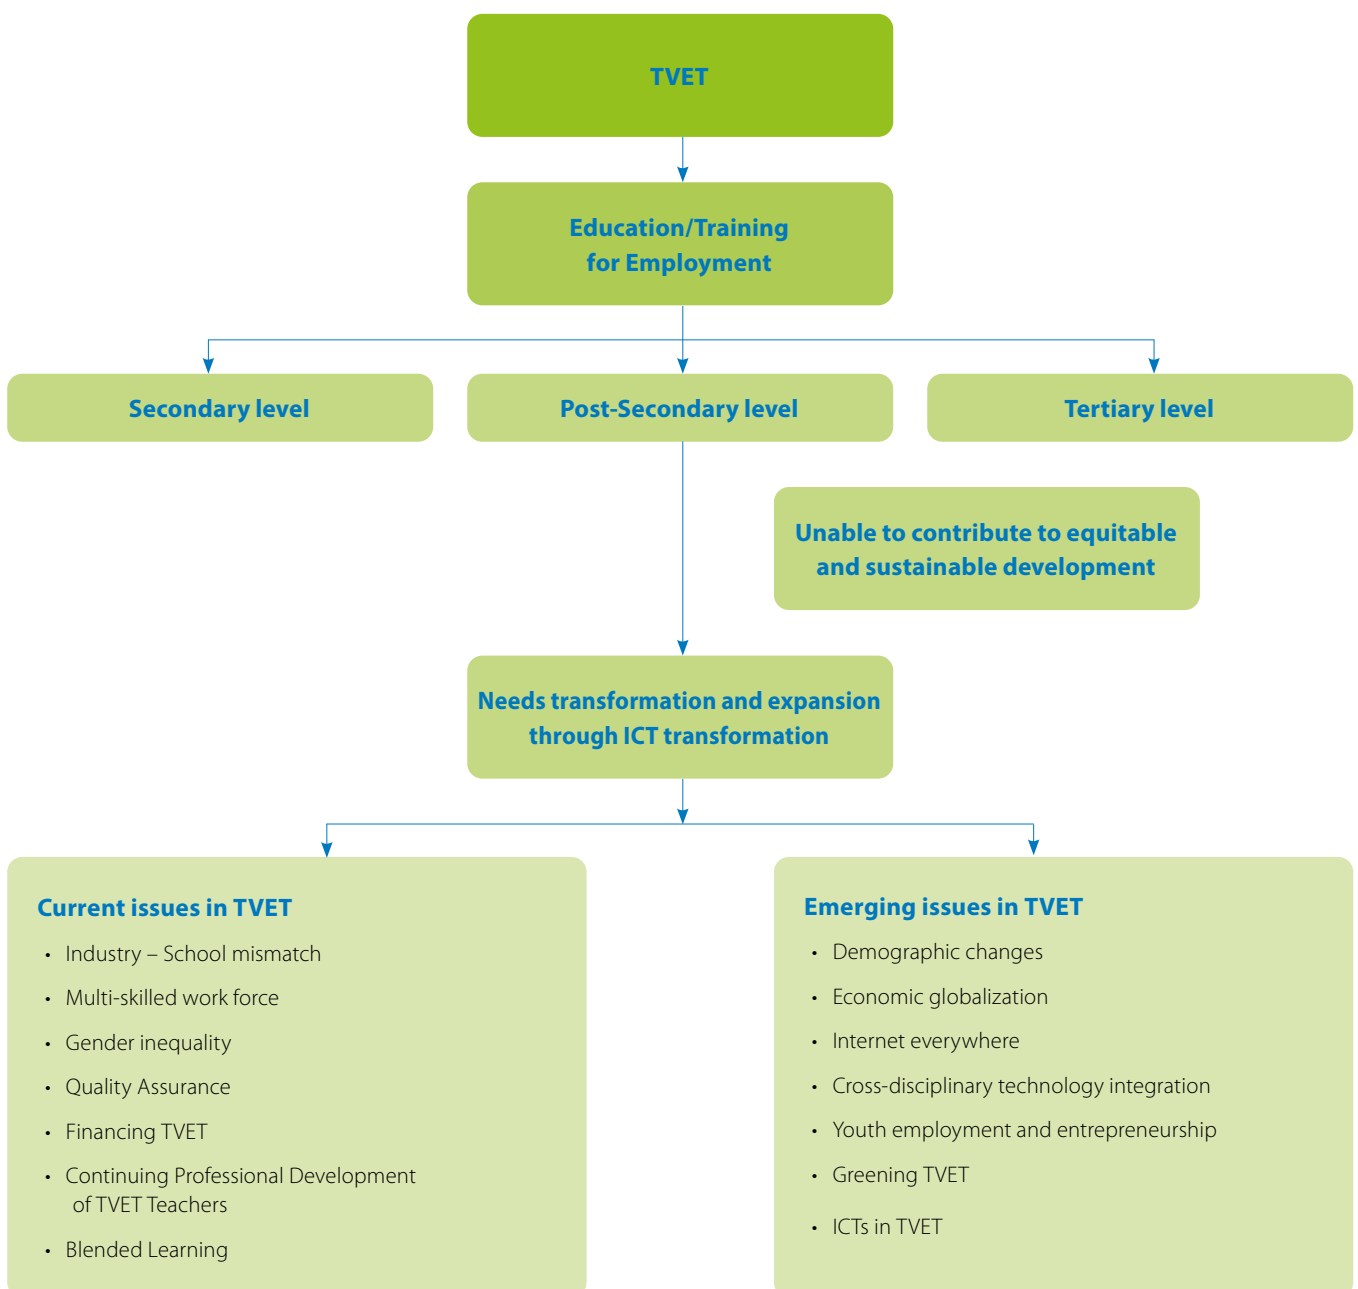 TVET
Education/Training
for Employment
Secondary level
Post-Secondary level
Tertiary level
Unable to contribute to equitable
and sustainable development
Needs transformation and expansion
through ICT transformation
Current issues in TVET
• Industry – School mismatch
• Multi-skilled work force
• Gender inequality
• Quality Assurance
• Financing TVET
• Continuing Professional Development
of TVET Teachers
• Blended Learning
Emerging issues in TVET
• Demographic changes
• Economic globalization
• Internet everywhere
• Cross-disciplinary technology integration
• Youth employment and entrepreneurship
• Greening TVET
• ICTs in TVET